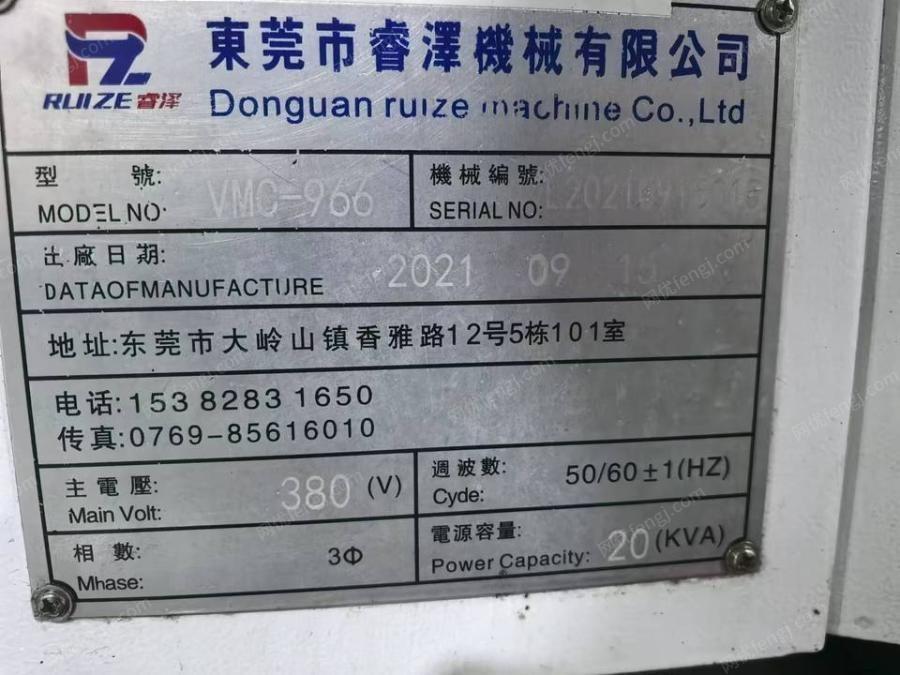 東莞市睿澤機械有限公司
RUIZE 睿泽
Donguan ruize machine Co.,Ltd
型 號: VMC-966
MODEL NO:
機械編號:
SERIAL NO:
出廠日期: 2021 09 15
DATAOFMANUFACTURE
地址:东莞市大岭山镇香雅路12号5栋101室
电话:153 8283 1650
传真:0769-85616010
主電壓: 380 (V)
Main Volt:
週波數: 50/60±1(HZ)
Cyde:
相數: 3Φ
Mhase:
電源容量: 20 (KVA)
Power Capacity: